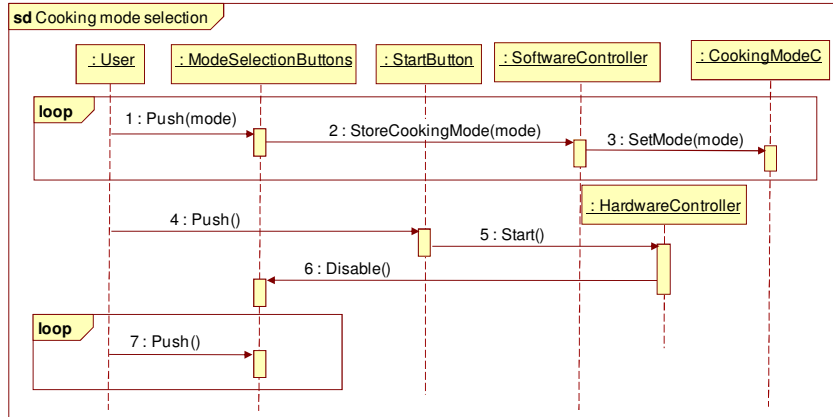 sd Cooking mode selection
: User
: ModeSelectionButtons
: StartButton
: SoftwareController
: CookingModeC
loop
1 : Push(mode)
2 : StoreCookingMode(mode)
3 : SetMode(mode)
: HardwareController
4 : Push()
5 : Start()
6 : Disable()
loop
7 : Push()